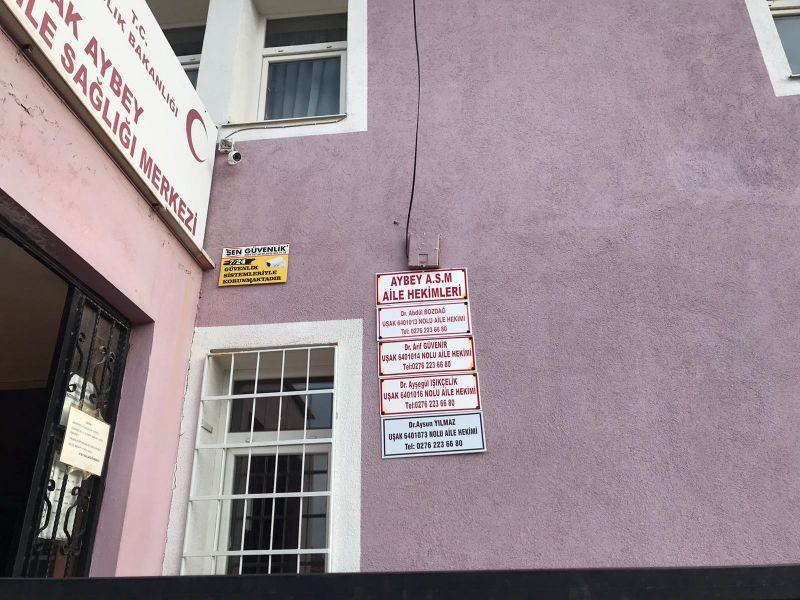 T.C.
LIK BAKANLIĞI
AK AYBEY
İLE SAĞLIĞI MERKEZİ
ŞEN GÜVENLİK
7/24
GÜVENLİK
SİSTEMLERİYLE
KORUNMAKTADIR
AYBEY A.S.M
AİLE HEKİMLERİ
Dr. Abdül BOZDAĞ
UŞAK 6401013 NOLU AİLE HEKİMİ
Tel: 0276 223 66 80
Dr. Arif GÜVENİR
UŞAK 6401014 NOLU AİLE HEKİMİ
Tel:0276 223 66 80
Dr. Ayşegül IŞIKÇELİK
UŞAK 6401016 NOLU AİLE HEKİMİ
Tel:0276 223 66 80
Dr.Aysun YILMAZ
UŞAK 6401073 NOLU AİLE HEKİMİ
Tel: 0276 223 66 80